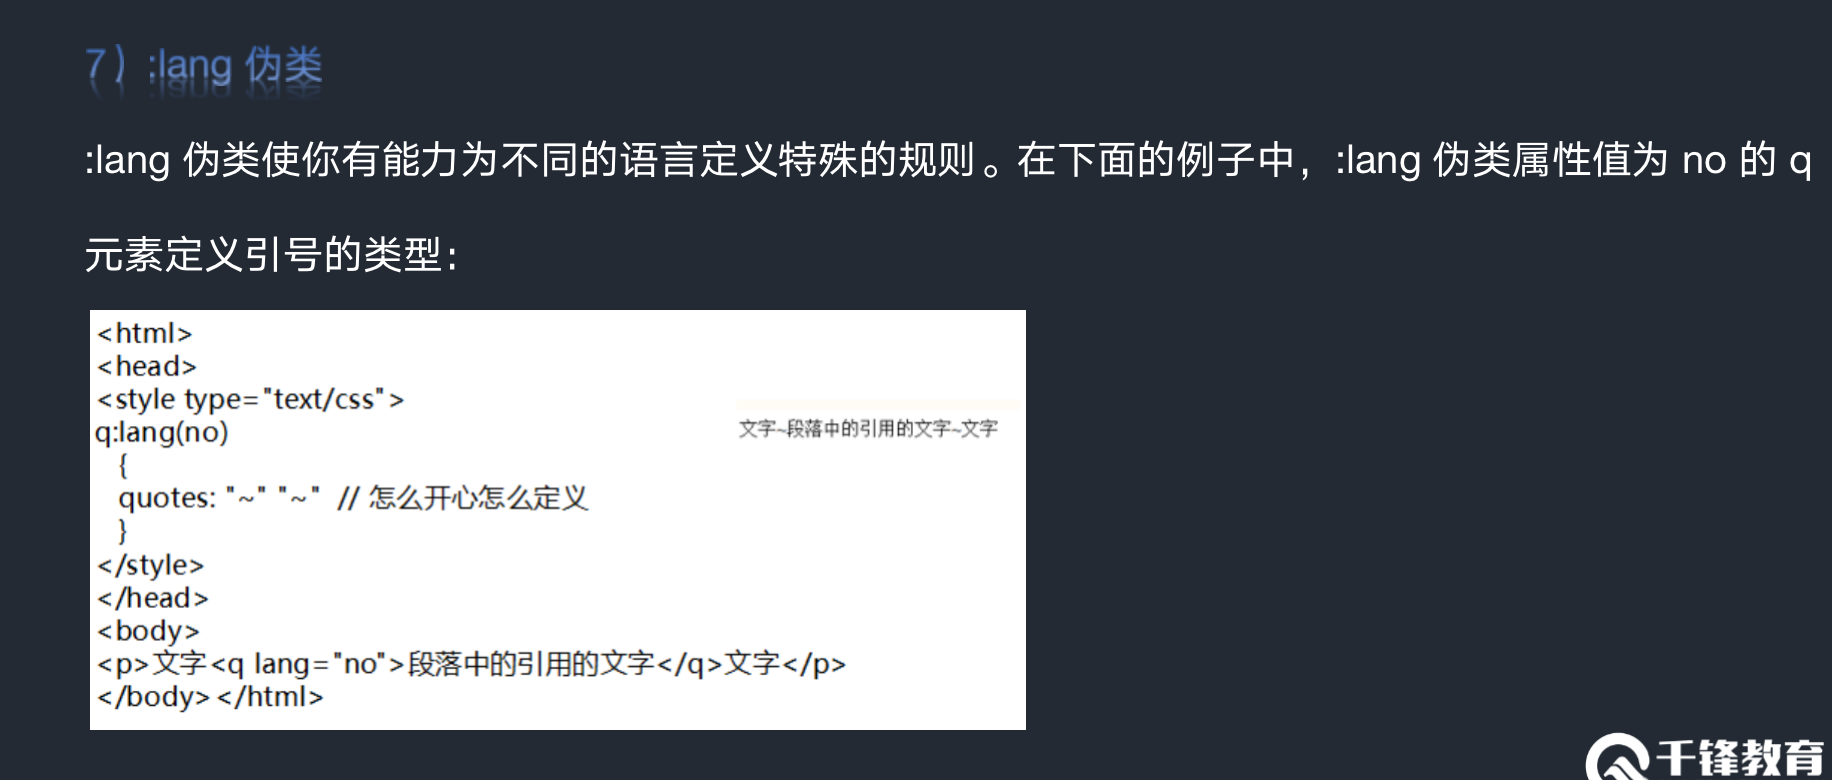 7）:lang 伪类
:lang 伪类使你有能力为不同的语言定义特殊的规则。在下面的例子中，:lang 伪类属性值为 no 的 q
元素定义引号的类型：
<html>
<head>
<style type="text/css">
q:lang(no)
{
quotes: "~" "~" // 怎么开心怎么定义
}
</style>
</head>
<body>
<p>文字<q lang="no">段落中的引用的文字</q>文字</p>
</body></html>
文字~段落中的引用的文字~文字
千锋教育